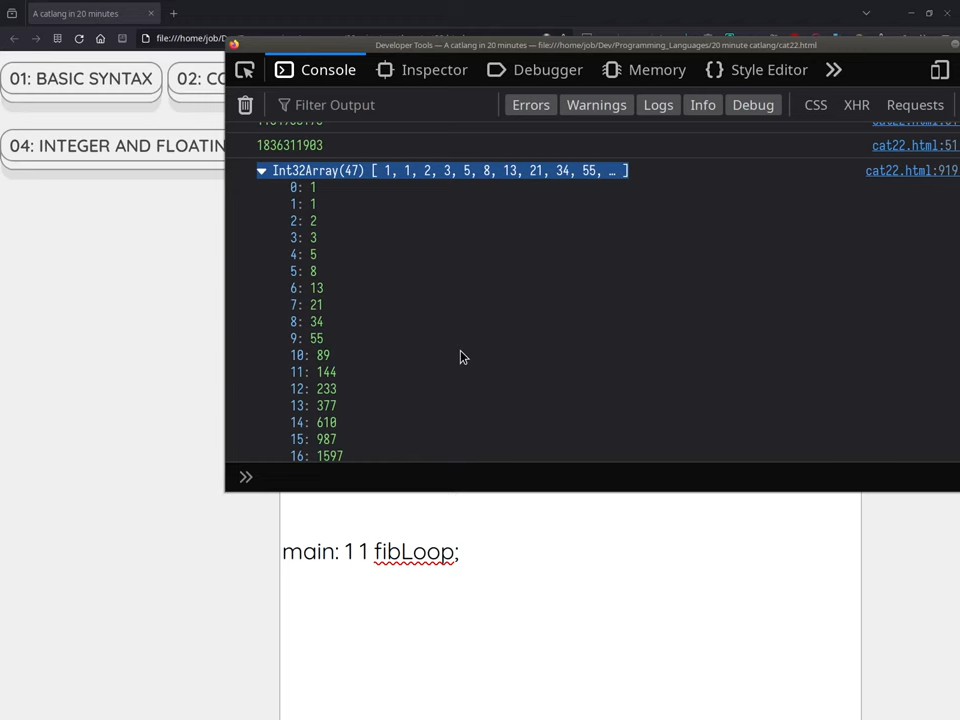 A catlang in 20 minutes
file:///home/job/D
Developer Tools — A catlang in 20 minutes — file:///home/job/Dev/Programming_Languages/20 minute catlang/cat22.html
01: BASIC SYNTAX
02: CO
04: INTEGER AND FLOATIN
Console
Inspector
Debugger
Memory
Style Editor
Filter Output
Errors
Warnings
Logs
Info
Debug
CSS
XHR
Requests
1836311903
cat22.html:51
Int32Array(47) [ 1, 1, 2, 3, 5, 8, 13, 21, 34, 55, … ]
cat22.html:919
0: 1
1: 1
2: 2
3: 3
4: 5
5: 8
6: 13
7: 21
8: 34
9: 55
10: 89
11: 144
12: 233
13: 377
14: 610
15: 987
16: 1597
main: 1 1 fibLoop;